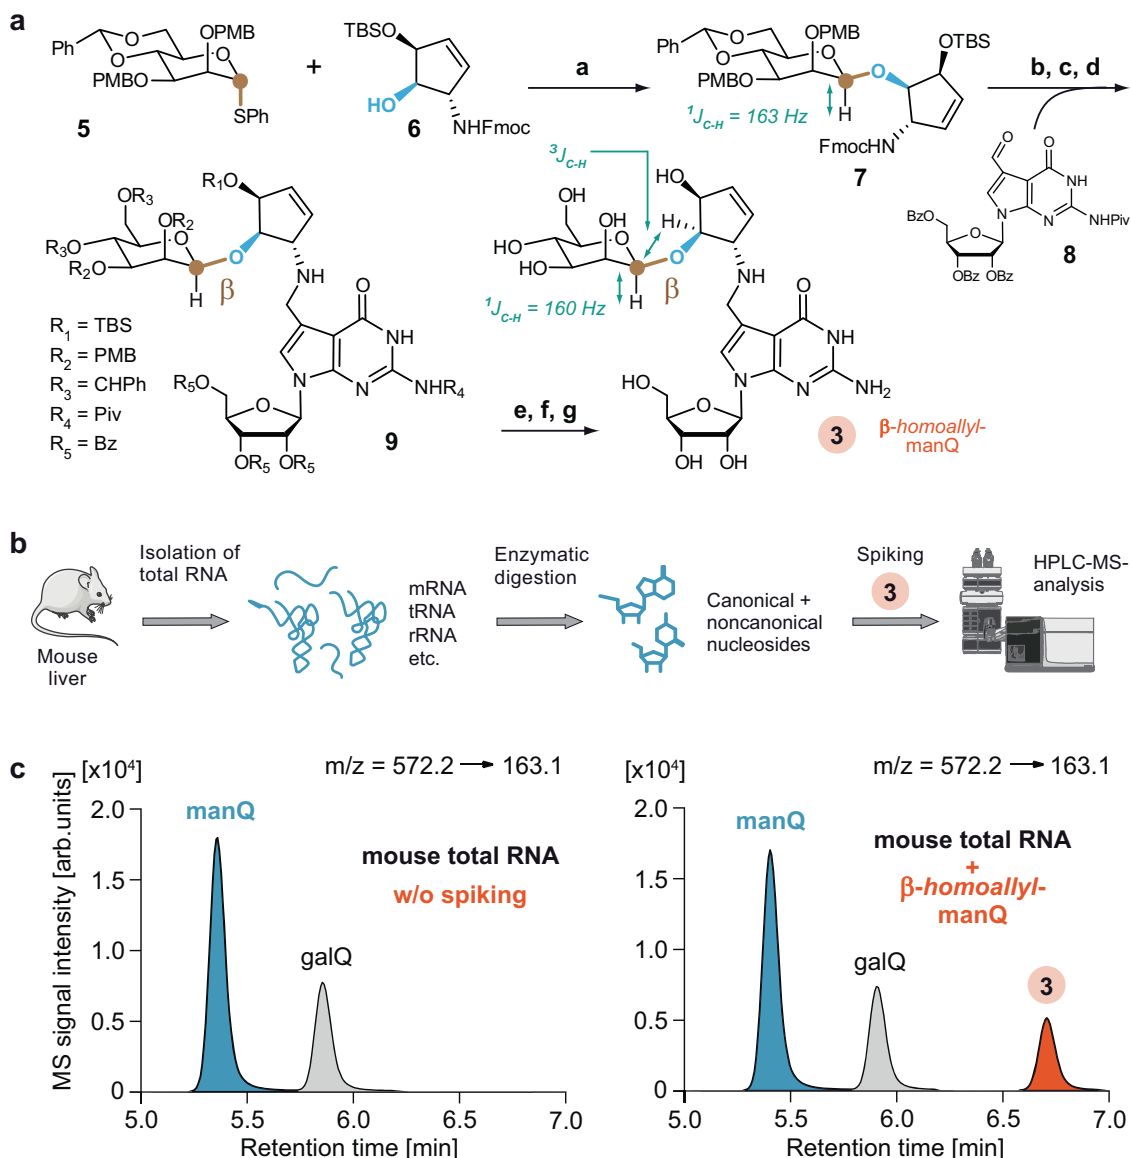 a
Ph
O
O
OPMB
O
PMBO
SPh
5
+
TBSO
HO
NHFmoc
6
a
Ph
O
O
OPMB
O
PMBO
O
OTBS
H
¹J_C-H = 163 Hz
FmocHN
7
b, c, d
O
O
NH
N
N
NHPiv
BzO
O
OBz
OBz
8
OR₃
R₃O
OR₂
O
R₂O
O
R₁O
H
β
NH
O
NH
N
N
NHR₄
R₅O
O
OR₅
OR₅
9
R₁ = TBS
R₂ = PMB
R₃ = CHPh
R₄ = Piv
R₅ = Bz
e, f, g
³J_C-H
HO
HO
OH
O
HO
HO
H
O
H
β
¹J_C-H = 160 Hz
NH
O
NH
N
N
NH₂
HO
O
OH
OH
3
β-homoallyl-
manQ
b
Mouse
liver
Isolation of
total RNA
mRNA
tRNA
rRNA
etc.
Enzymatic
digestion
Canonical +
noncanonical
nucleosides
Spiking
3
HPLC-MS-
analysis
c
MS signal intensity [arb.units]
[x10⁴]
m/z = 572.2 → 163.1
2.0
1.5
1.0
0.5
0
manQ
galQ
mouse total RNA
w/o spiking
5.0 5.5 6.0 6.5 7.0
Retention time [min]
[x10⁴]
m/z = 572.2 → 163.1
2.0
1.5
1.0
0.5
0
manQ
galQ
mouse total RNA
+
β-homoallyl-
manQ
3
5.0 5.5 6.0 6.5 7.0
Retention time [min]